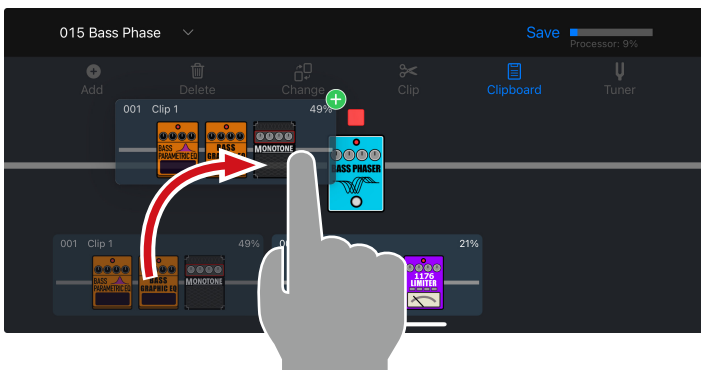 015 Bass Phase
Save
Processor: 9%
Add
Delete
Change
Clip
Clipboard
Tuner
001 Clip 1 49%
BASS
PARAMETRIC EQ
BASS
MONOTONE
BASS PHASER
001 Clip 1 49%
BASS
PARAMETRIC EQ
BASS
GRAPHIC EQ
MONOTONE
21%
1176
LIMITER